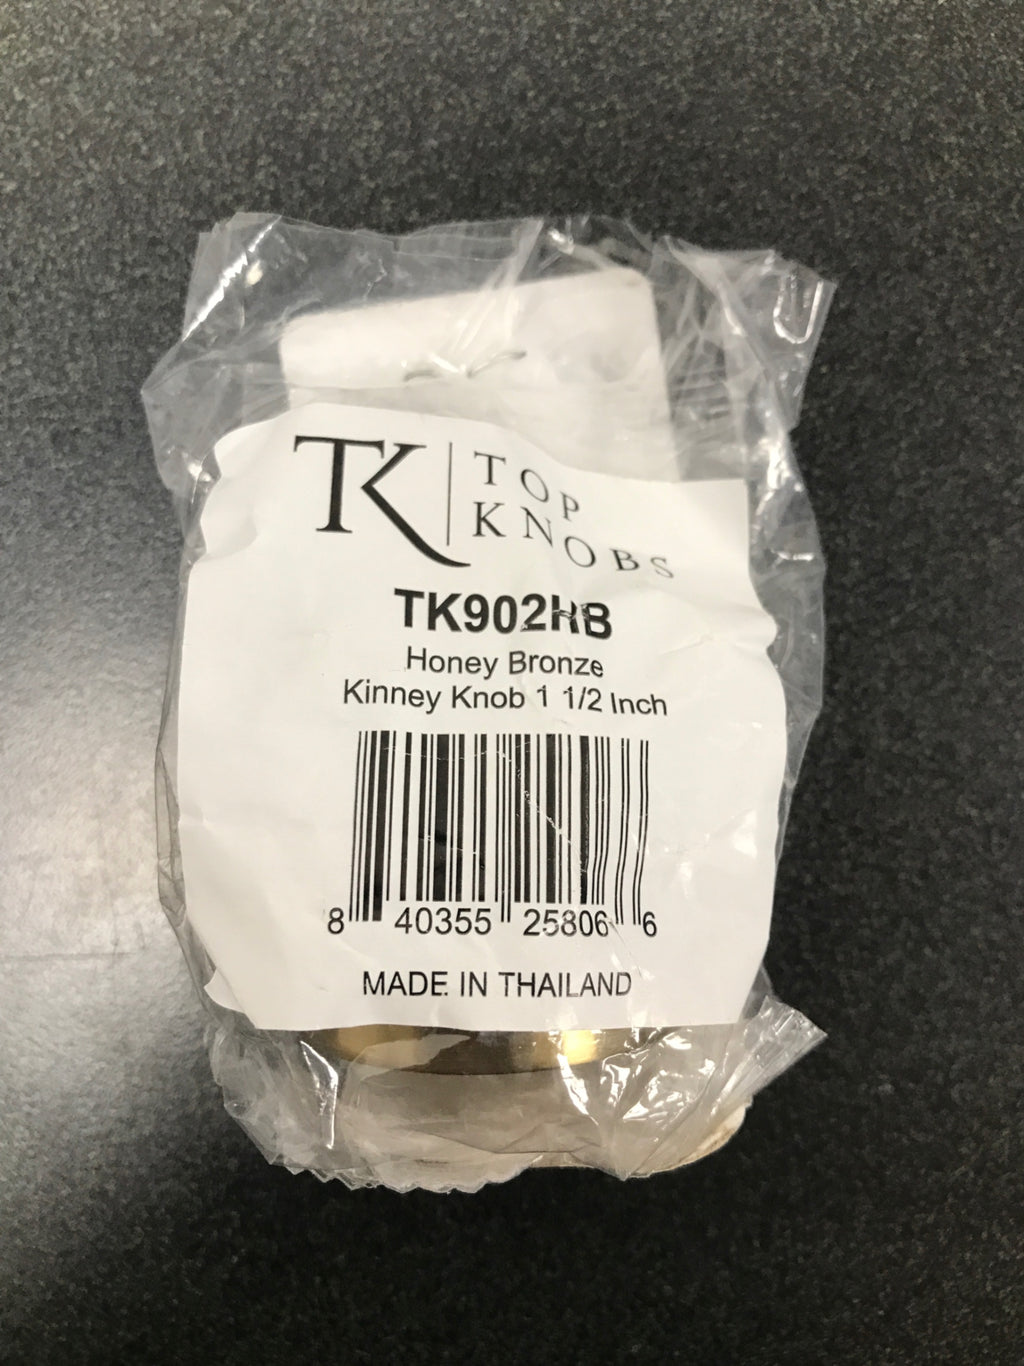 TK TOP
KNOBS
TK902HB
Honey Bronze
Kinney Knob 1 1/2 Inch
8 40355 25806 6
MADE IN THAILAND